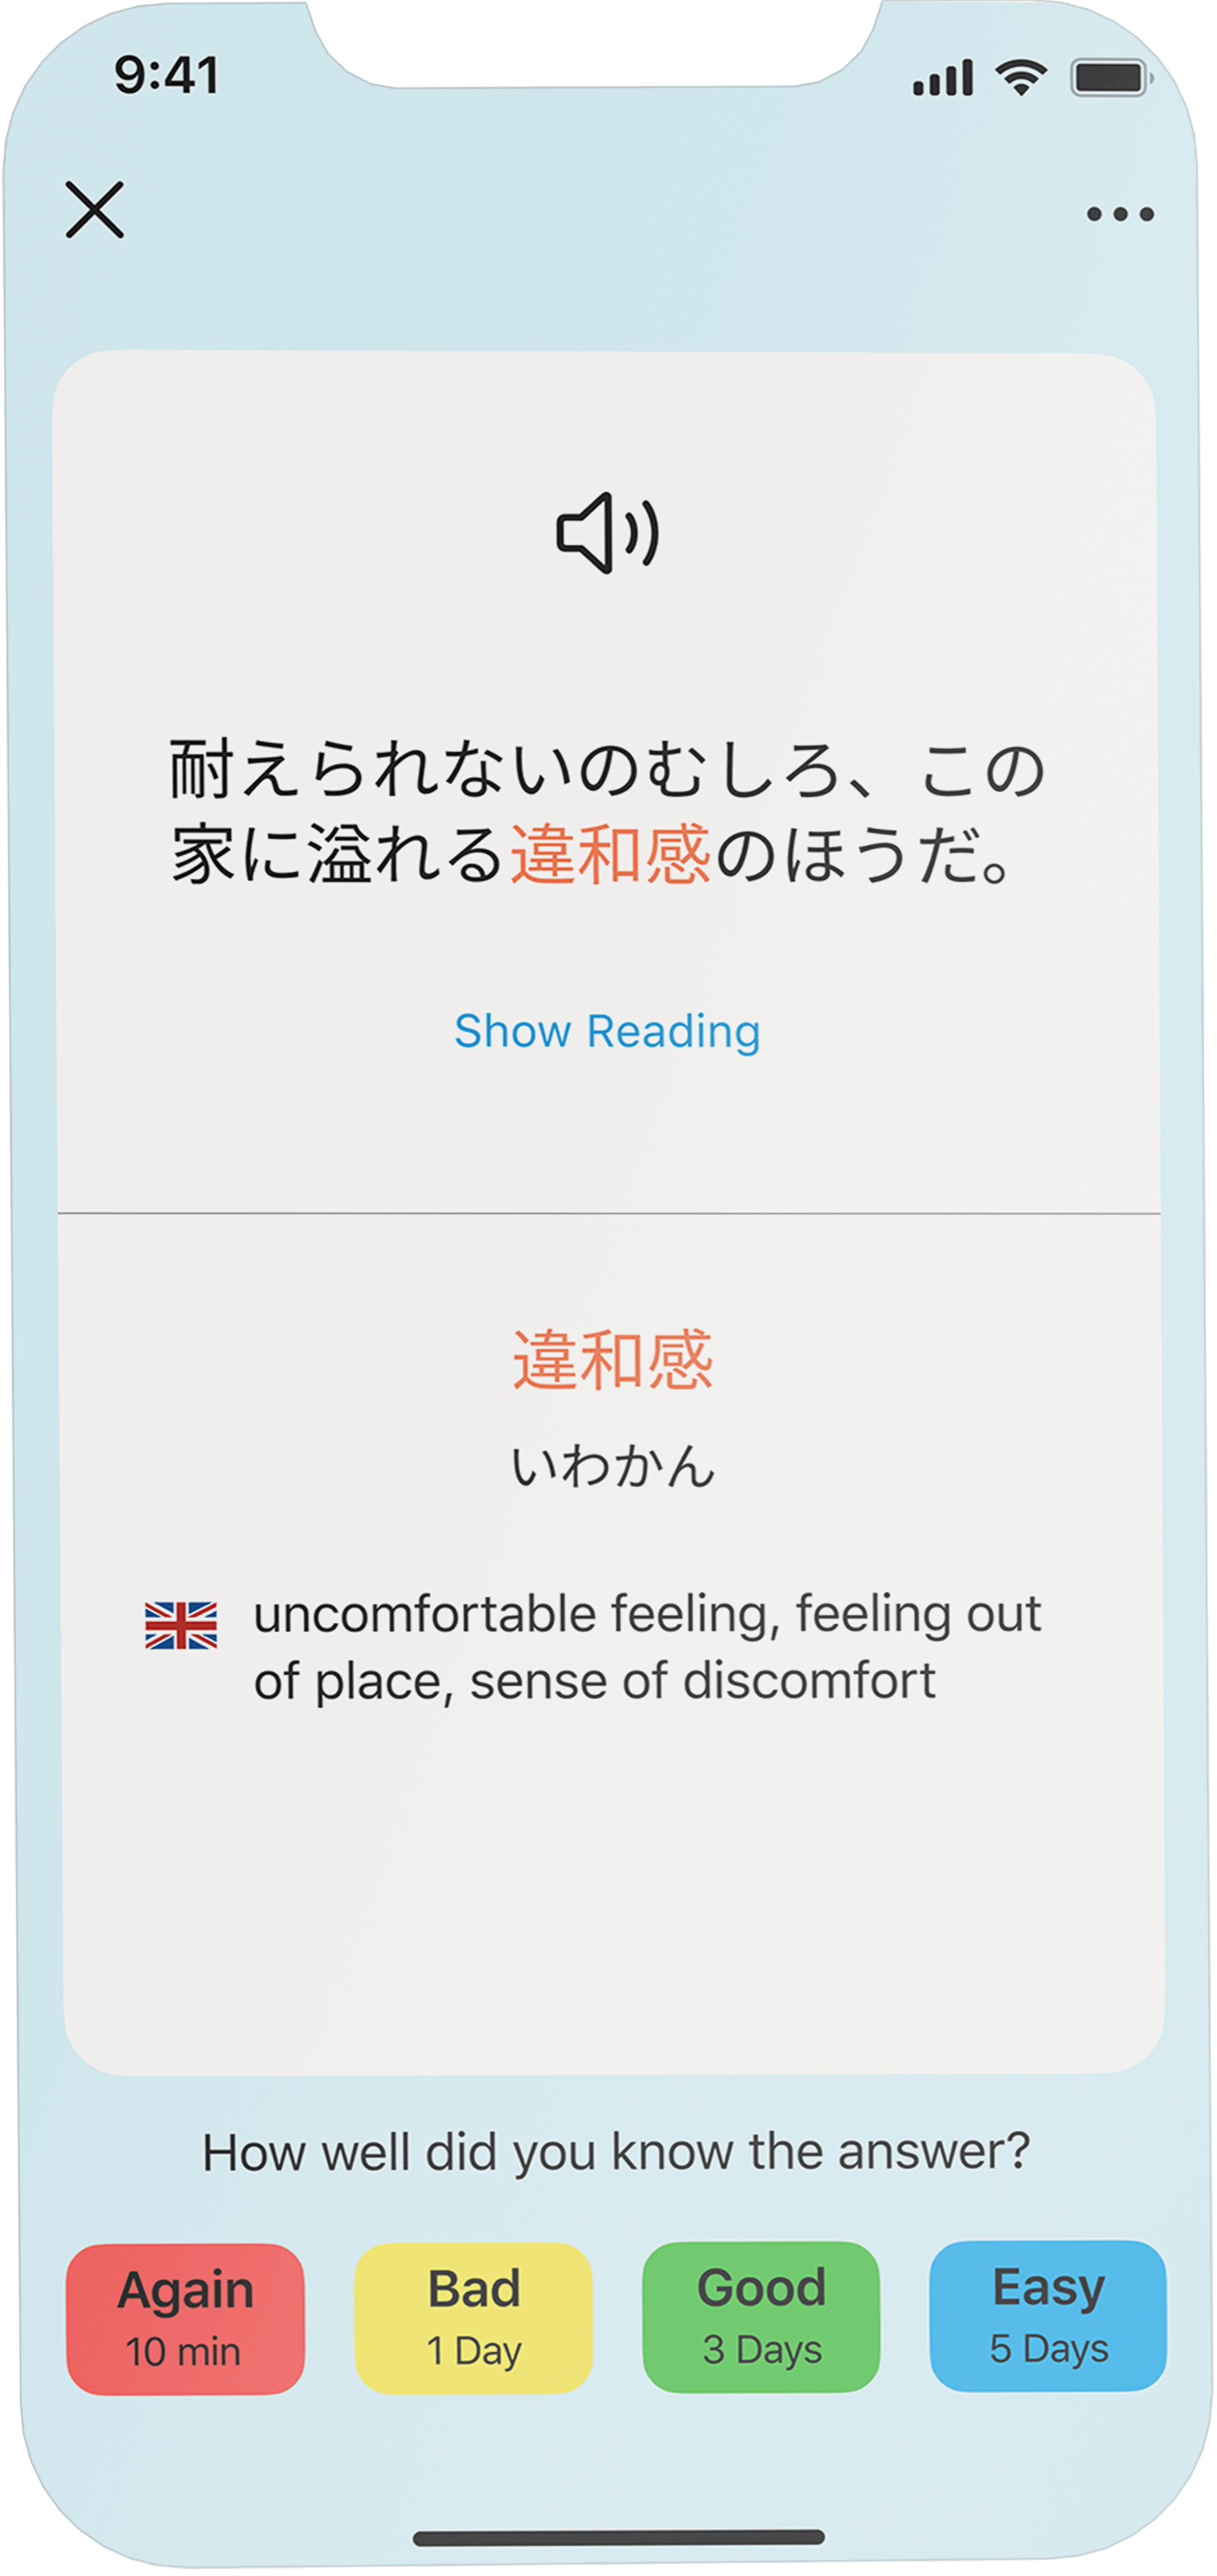 9:41
耐えられないのむしろ、この
家に溢れる違和感のほうだ。
Show Reading
違和感
いわかん
uncomfortable feeling, feeling out
of place, sense of discomfort
How well did you know the answer?
Again
10 min
Bad
1 Day
Good
3 Days
Easy
5 Days